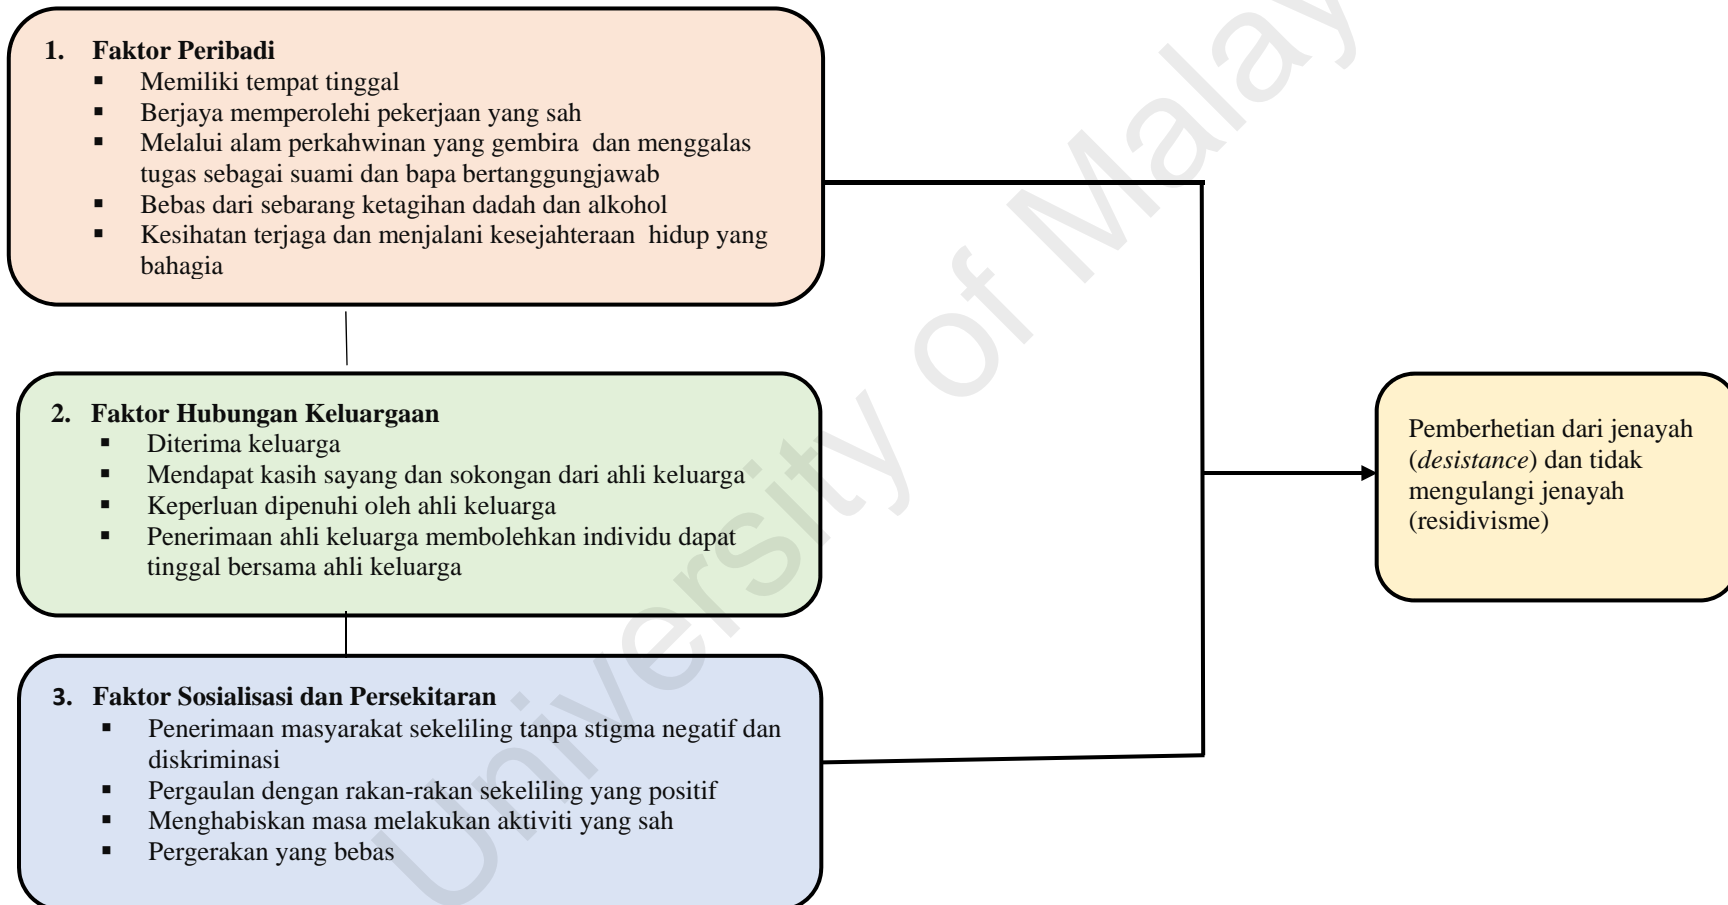 1. Faktor Peribadi
▪ Memiliki tempat tinggal
▪ Berjaya memperolehi pekerjaan yang sah
▪ Melalui alam perkahwinan yang gembira dan menggalas
tugas sebagai suami dan bapa bertanggungjawab
▪ Bebas dari sebarang ketagihan dadah dan alkohol
▪ Kesihatan terjaga dan menjalani kesejahteraan hidup yang
bahagia
2. Faktor Hubungan Keluargaan
▪ Diterima keluarga
▪ Mendapat kasih sayang dan sokongan dari ahli keluarga
▪ Keperluan dipenuhi oleh ahli keluarga
▪ Penerimaan ahli keluarga membolehkan individu dapat
tinggal bersama ahli keluarga
3. Faktor Sosialisasi dan Persekitaran
▪ Penerimaan masyarakat sekeliling tanpa stigma negatif dan
diskriminasi
▪ Pergaulan dengan rakan-rakan sekeliling yang positif
▪ Menghabiskan masa melakukan aktiviti yang sah
▪ Pergerakan yang bebas
Pemberhetian dari jenayah
(desistance) dan tidak
mengulangi jenayah
(residivisme)
University of Malay